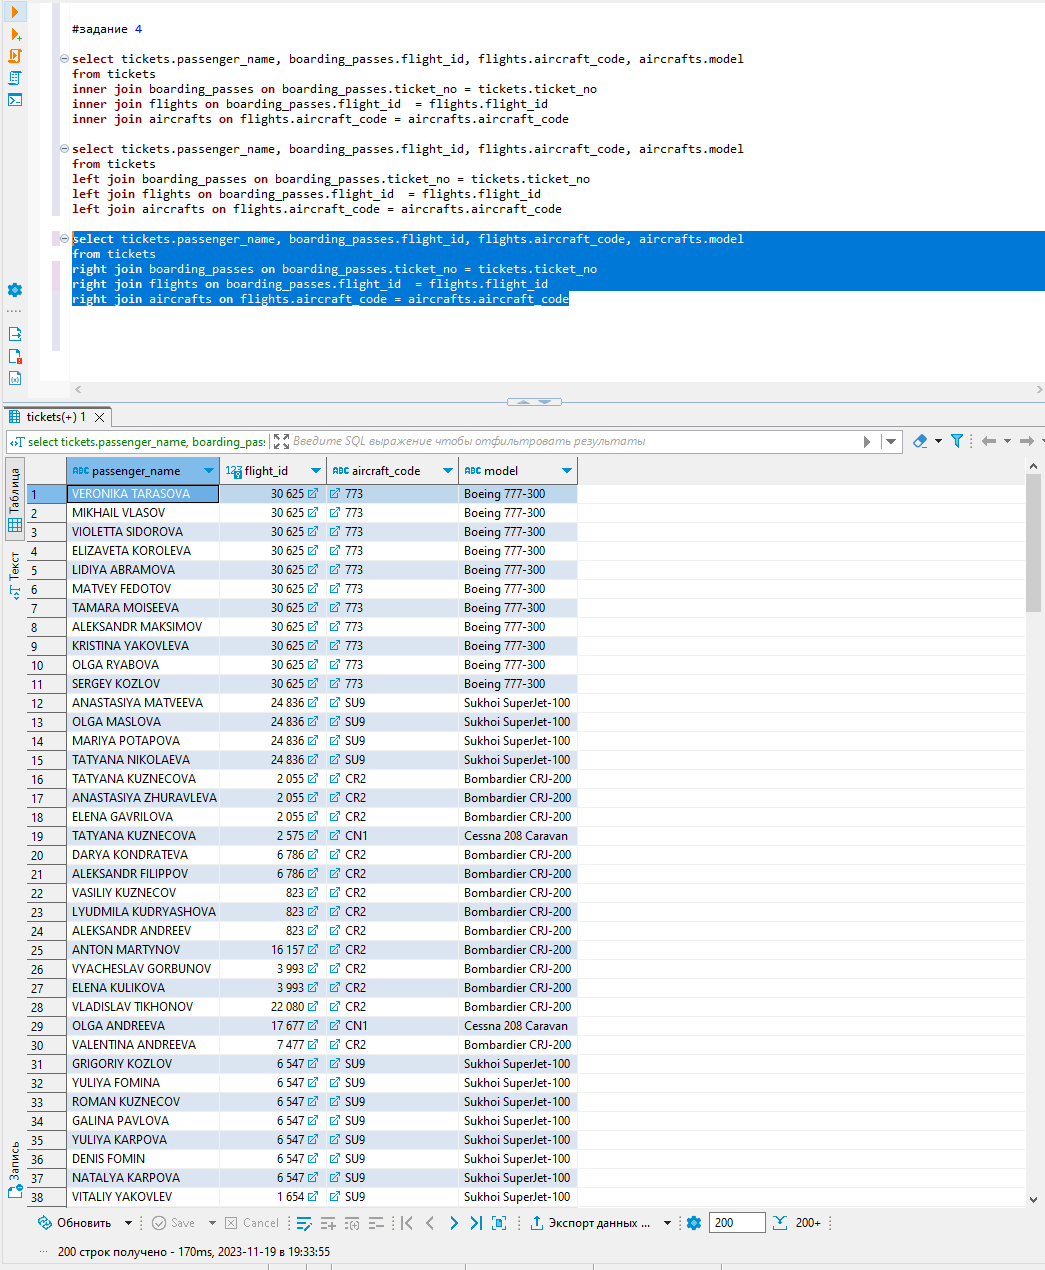 #задание 4
select tickets.passenger_name, boarding_passes.flight_id, flights.aircraft_code, aircrafts.model
from tickets
inner join boarding_passes on boarding_passes.ticket_no = tickets.ticket_no
inner join flights on boarding_passes.flight_id  = flights.flight_id
inner join aircrafts on flights.aircraft_code = aircrafts.aircraft_code
select tickets.passenger_name, boarding_passes.flight_id, flights.aircraft_code, aircrafts.model
from tickets
left join boarding_passes on boarding_passes.ticket_no = tickets.ticket_no
left join flights on boarding_passes.flight_id  = flights.flight_id
left join aircrafts on flights.aircraft_code = aircrafts.aircraft_code
select tickets.passenger_name, boarding_passes.flight_id, flights.aircraft_code, aircrafts.model
from tickets
right join boarding_passes on boarding_passes.ticket_no = tickets.ticket_no
right join flights on boarding_passes.flight_id  = flights.flight_id
right join aircrafts on flights.aircraft_code = aircrafts.aircraft_code
tickets(+) 1
select tickets.passenger_name, boarding_pas Введите SQL выражение чтобы отфильтровать результаты
Таблица
Текст
Запись
passenger_name flight_id aircraft_code model
1 VERONIKA TARASOVA 30 625 773 Boeing 777-300
2 MIKHAIL VLASOV 30 625 773 Boeing 777-300
3 VIOLETTA SIDOROVA 30 625 773 Boeing 777-300
4 ELIZAVETA KOROLEVA 30 625 773 Boeing 777-300
5 LIDIYA ABRAMOVA 30 625 773 Boeing 777-300
6 MATVEY FEDOTOV 30 625 773 Boeing 777-300
7 TAMARA MOISEEVA 30 625 773 Boeing 777-300
8 ALEKSANDR MAKSIMOV 30 625 773 Boeing 777-300
9 KRISTINA YAKOVLEVA 30 625 773 Boeing 777-300
10 OLGA RYABOVA 30 625 773 Boeing 777-300
11 SERGEY KOZLOV 30 625 773 Boeing 777-300
12 ANASTASIYA MATVEEVA 24 836 SU9 Sukhoi SuperJet-100
13 OLGA MASLOVA 24 836 SU9 Sukhoi SuperJet-100
14 MARIYA POTAPOVA 24 836 SU9 Sukhoi SuperJet-100
15 TATYANA NIKOLAEVA 24 836 SU9 Sukhoi SuperJet-100
16 TATYANA KUZNECOVA 2 055 CR2 Bombardier CRJ-200
17 ANASTASIYA ZHURAVLEVA 2 055 CR2 Bombardier CRJ-200
18 ELENA GAVRILOVA 2 055 CR2 Bombardier CRJ-200
19 TATYANA KUZNECOVA 2 575 CN1 Cessna 208 Caravan
20 DARYA KONDRATEVA 6 786 CR2 Bombardier CRJ-200
21 ALEKSANDR FILIPPOV 6 786 CR2 Bombardier CRJ-200
22 VASILIY KUZNECOV 823 CR2 Bombardier CRJ-200
23 LYUDMILA KUDRYASHOVA 823 CR2 Bombardier CRJ-200
24 ALEKSANDR ANDREEV 823 CR2 Bombardier CRJ-200
25 ANTON MARTYNOV 16 157 CR2 Bombardier CRJ-200
26 VYACHESLAV GORBUNOV 3 993 CR2 Bombardier CRJ-200
27 ELENA KULIKOVA 3 993 CR2 Bombardier CRJ-200
28 VLADISLAV TIKHONOV 22 080 CR2 Bombardier CRJ-200
29 OLGA ANDREEVA 17 677 CN1 Cessna 208 Caravan
30 VALENTINA ANDREEVA 7 477 CR2 Bombardier CRJ-200
31 GRIGORIY KOZLOV 6 547 SU9 Sukhoi SuperJet-100
32 YULIYA FOMINA 6 547 SU9 Sukhoi SuperJet-100
33 ROMAN KUZNECOV 6 547 SU9 Sukhoi SuperJet-100
34 GALINA PAVLOVA 6 547 SU9 Sukhoi SuperJet-100
35 YULIYA KARPOVA 6 547 SU9 Sukhoi SuperJet-100
36 DENIS FOMIN 6 547 SU9 Sukhoi SuperJet-100
37 NATALYA KARPOVA 6 547 SU9 Sukhoi SuperJet-100
38 VITALIY YAKOVLEV 1 654 SU9 Sukhoi SuperJet-100
Обновить Save Cancel Экспорт данных ... 200 200+
200 строк получено - 170ms, 2023-11-19 в 19:33:55